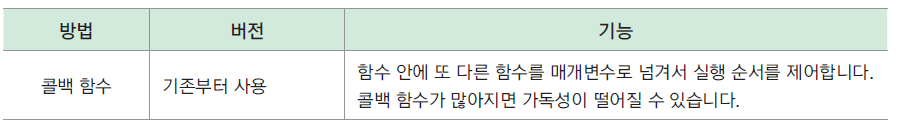 방법 버전 기능
콜백 함수 기존부터 사용 함수 안에 또 다른 함수를 매개변수로 넘겨서 실행 순서를 제어합니다.
콜백 함수가 많아지면 가독성이 떨어질 수 있습니다.